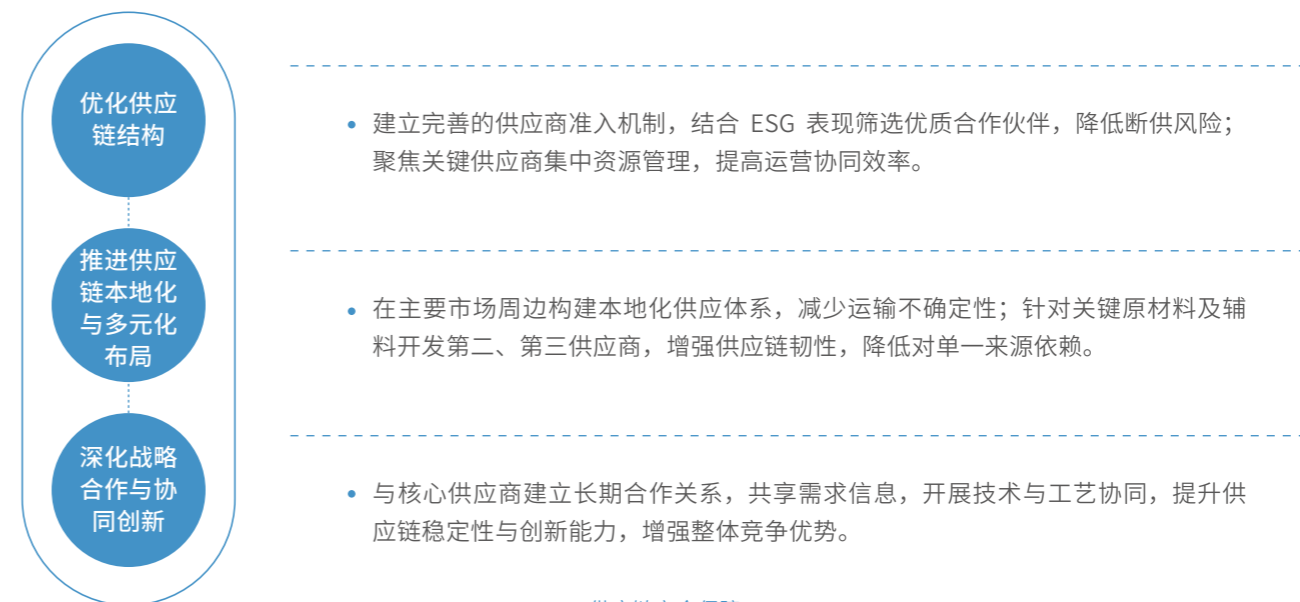 优化供应
链结构
建立完善的供应商准入机制，结合 ESG 表现筛选优质合作伙伴，降低断供风险；
聚焦关键供应商集中资源管理，提高运营协同效率。
推进供应
链本地化
与多元化
布局
在主要市场周边构建本地化供应体系，减少运输不确定性；针对关键原材料及辅
料开发第二、第三供应商，增强供应链韧性，降低对单一来源依赖。
深化战略
合作与协
同创新
与核心供应商建立长期合作关系，共享需求信息，开展技术与工艺协同，提升供
应链稳定性与创新能力，增强整体竞争优势。